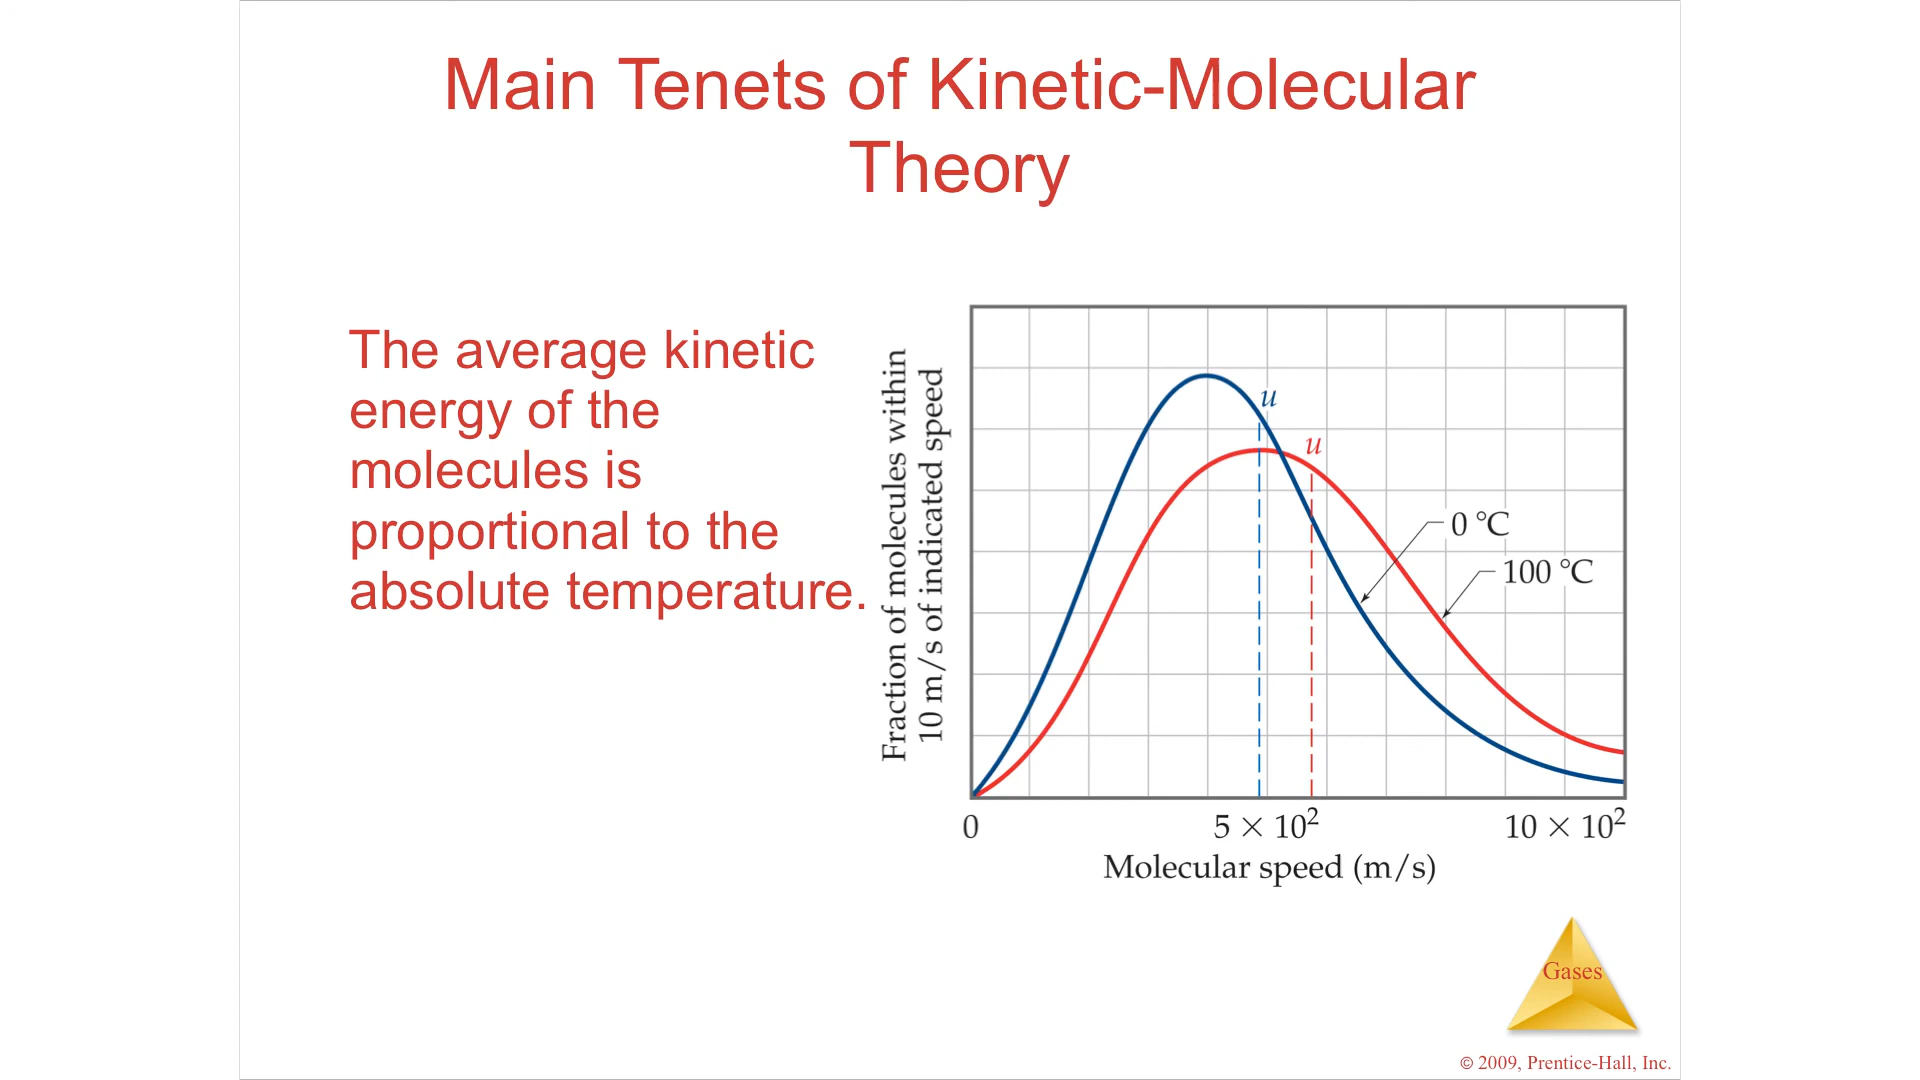 Main Tenets of Kinetic-Molecular
Theory
The average kinetic
energy of the
molecules is
proportional to the
absolute temperature.
Fraction of molecules within
10 m/s of indicated speed
u
u
0 °C
100 °C
0
5 × 10²
10 × 10²
Molecular speed (m/s)
Gases
© 2009, Prentice-Hall, Inc.